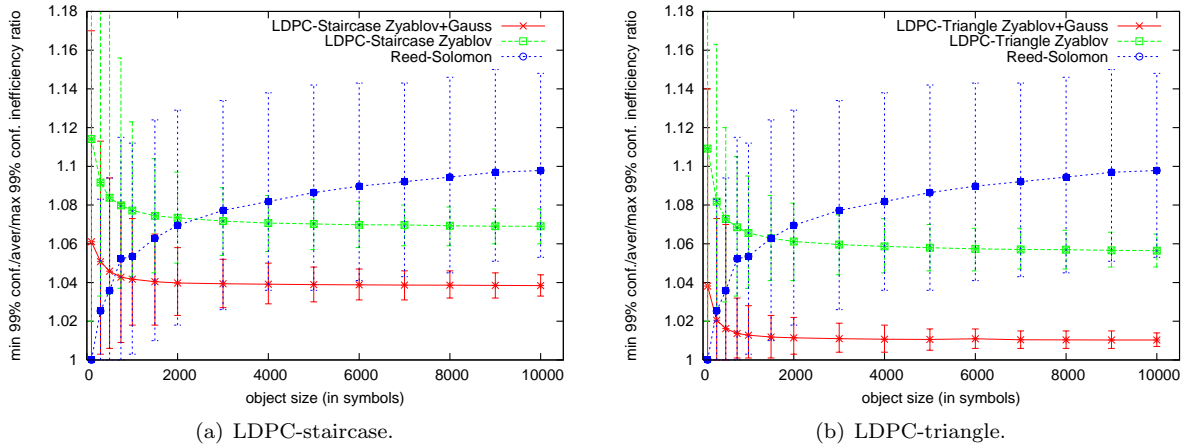 min 99% conf./aver/max 99% conf. inefficiency ratio
1.18
1.16
1.14
1.12
1.1
1.08
1.06
1.04
1.02
1
LDPC-Staircase Zyablov+Gauss
LDPC-Staircase Zyablov
Reed-Solomon
0 2000 4000 6000 8000 10000
object size (in symbols)
(a) LDPC-staircase.
min 99% conf./aver/max 99% conf. inefficiency ratio
1.18
1.16
1.14
1.12
1.1
1.08
1.06
1.04
1.02
1
LDPC-Triangle Zyablov+Gauss
LDPC-Triangle Zyablov
Reed-Solomon
0 2000 4000 6000 8000 10000
object size (in symbols)
(b) LDPC-triangle.